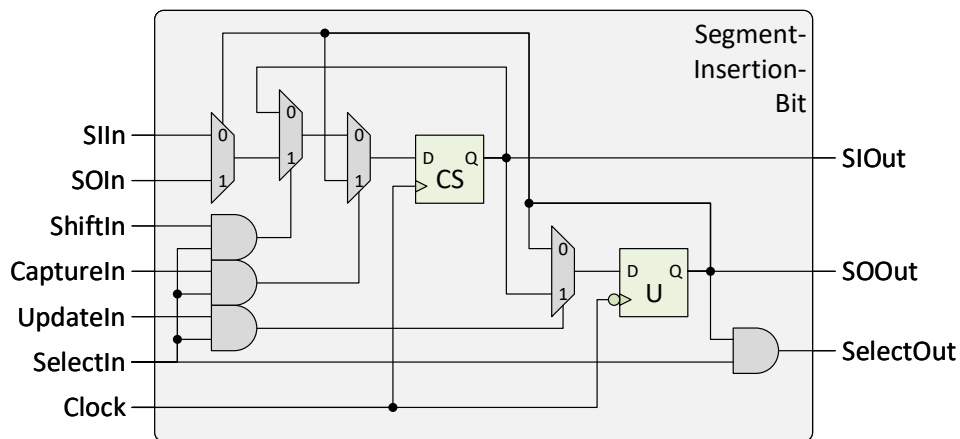 Segment-
Insertion-
Bit
SIIn
SOIn
ShiftIn
CaptureIn
UpdateIn
SelectIn
Clock
0
1
0
1
0
1
D Q
CS
0
1
D Q
U
SIOut
SOOut
SelectOut